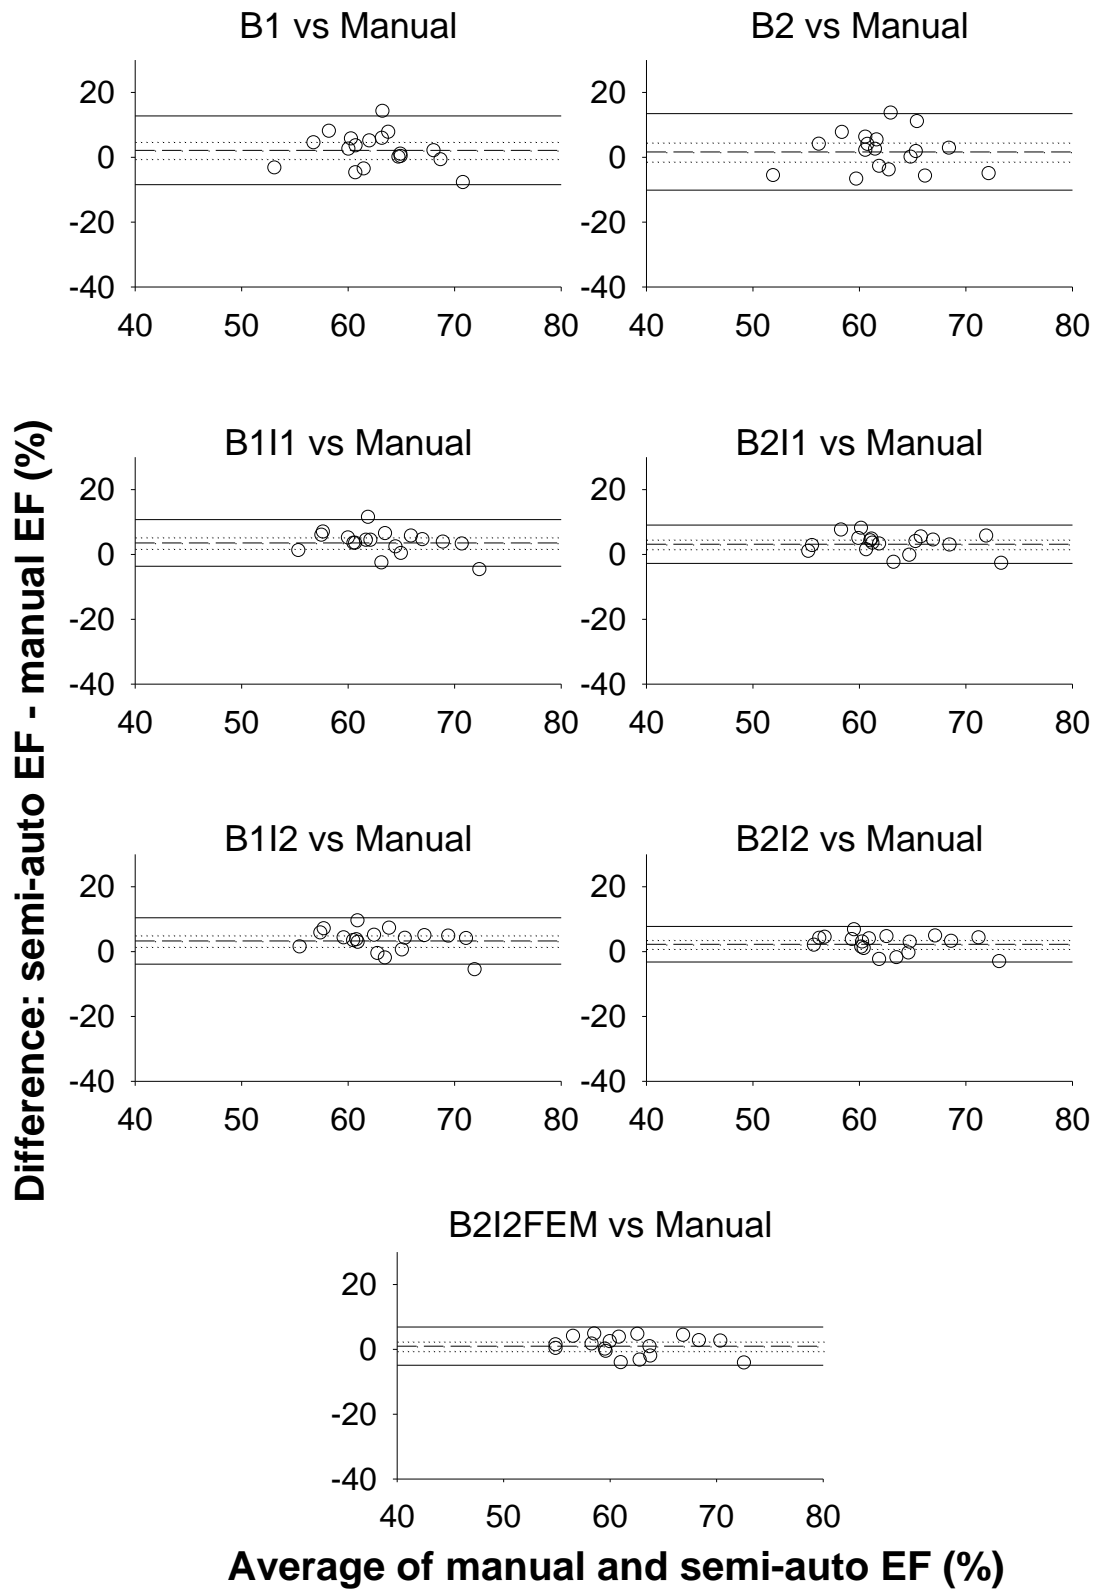 B1 vs Manual
20
0
-20
-40
40 50 60 70 80
B2 vs Manual
20
0
-20
-40
40 50 60 70 80
B1I1 vs Manual
20
0
-20
-40
40 50 60 70 80
B2I1 vs Manual
20
0
-20
-40
40 50 60 70 80
B1I2 vs Manual
20
0
-20
-40
40 50 60 70 80
B2I2 vs Manual
20
0
-20
-40
40 50 60 70 80
B2I2FEM vs Manual
20
0
-20
-40
40 50 60 70 80
Difference: semi-auto EF - manual EF (%)
Average of manual and semi-auto EF (%)